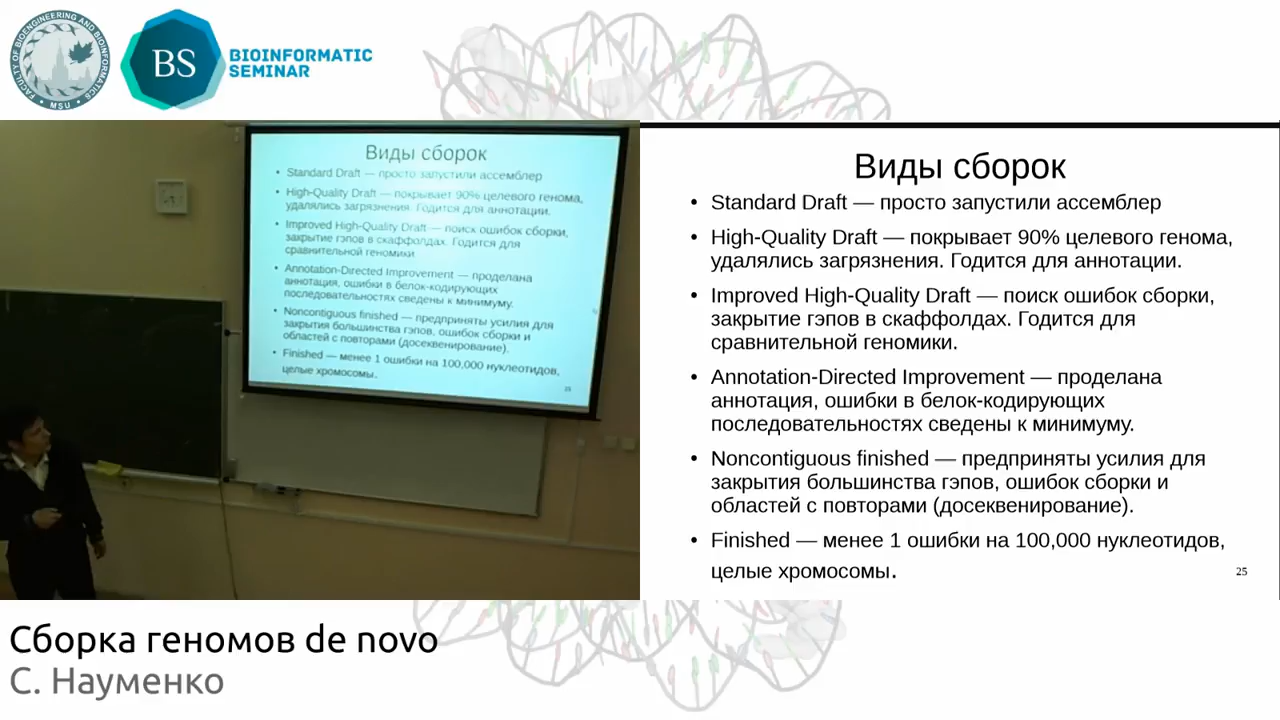 FACULTY OF BIOENGINEERING AND BIOINFORMATICS
• MSU •
BS
BIOINFORMATIC
SEMINAR
Виды сборок
• Standard Draft — просто запустили ассемблер
• High-Quality Draft — покрывает 90% целевого генома,
удалялись загрязнения. Годится для аннотации.
• Improved High-Quality Draft — поиск ошибок сборки,
закрытие гэпов в скаффолдах. Годится для
сравнительной геномики.
• Annotation-Directed Improvement — проделана
аннотация, ошибки в белок-кодирующих
последовательностях сведены к минимуму.
• Noncontiguous finished — предприняты усилия для
закрытия большинства гэпов, ошибок сборки и
областей с повторами (досеквенирование).
• Finished — менее 1 ошибки на 100,000 нуклеотидов,
целые хромосомы.
25
Виды сборок
• Standard Draft — просто запустили ассемблер
• High-Quality Draft — покрывает 90% целевого генома,
удалялись загрязнения. Годится для аннотации.
• Improved High-Quality Draft — поиск ошибок сборки,
закрытие гэпов в скаффолдах. Годится для
сравнительной геномики.
• Annotation-Directed Improvement — проделана
аннотация, ошибки в белок-кодирующих
последовательностях сведены к минимуму.
• Noncontiguous finished — предприняты усилия для
закрытия большинства гэпов, ошибок сборки и
областей с повторами (досеквенирование).
• Finished — менее 1 ошибки на 100,000 нуклеотидов,
целые хромосомы.
25
Сборка геномов de novo
С. Науменко